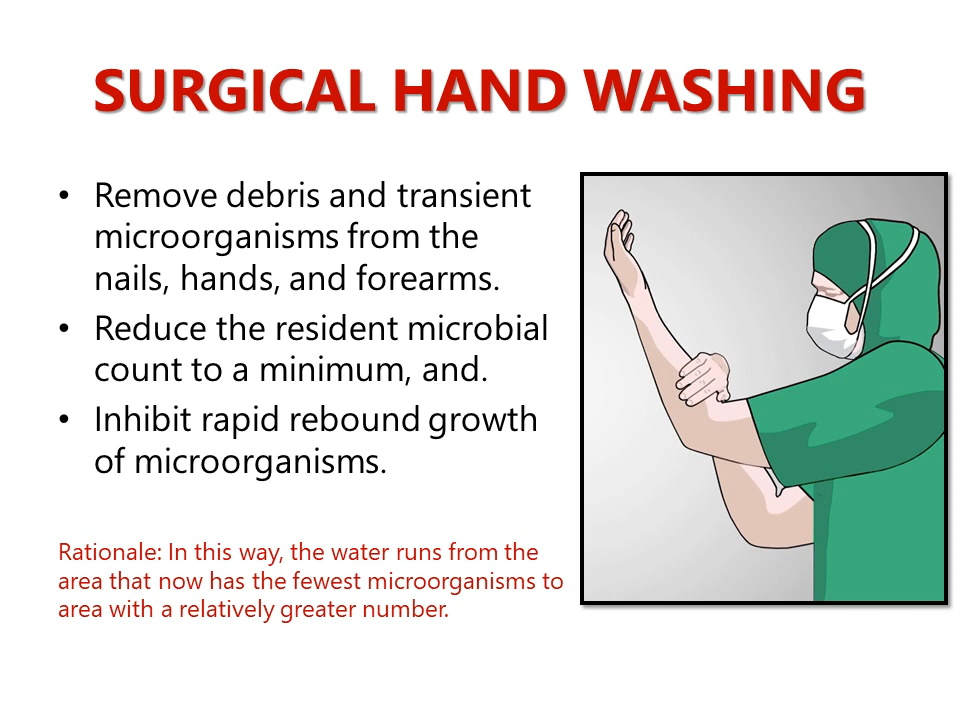 SURGICAL HAND WASHING
• Remove debris and transient
microorganisms from the
nails, hands, and forearms.
• Reduce the resident microbial
count to a minimum, and.
• Inhibit rapid rebound growth
of microorganisms.
Rationale: In this way, the water runs from the
area that now has the fewest microorganisms to
area with a relatively greater number.